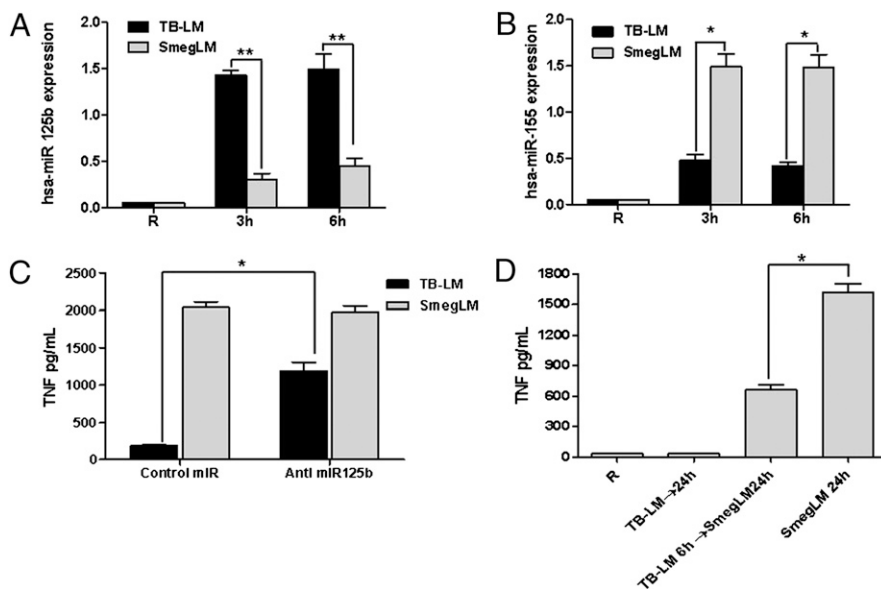 A
TB-LM
SmegLM
hsa-miR 125b expression
2.0
1.5
1.0
0.5
0.0
**
**
R
3h
6h
B
TB-LM
SmegLM
hsa-miR-155 expression
2.0
1.5
1.0
0.5
0.0
*
*
R
3h
6h
C
TB-LM
SmegLM
TNF pg/mL
2500
2000
1500
1000
500
0
*
Control miR
Anti miR125b
D
TNF pg/mL
1800
1500
1200
900
600
300
0
*
R
TB-LM→24h
TB-LM 6h →SmegLM24h
SmegLM 24h